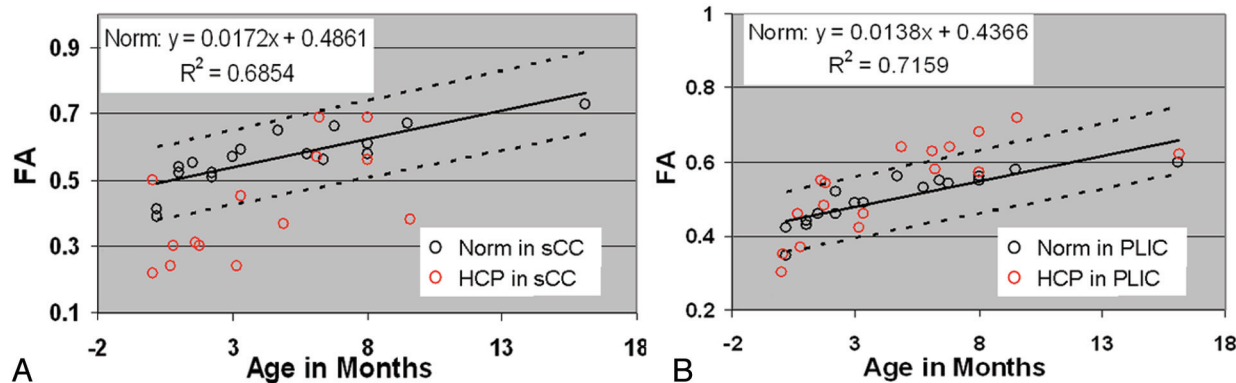 Norm: y = 0.0172x + 0.4861
R² = 0.6854
0.9
0.7
0.5
0.3
0.1
FA
Norm in sCC
HCP in sCC
-2 3 8 13 18
Age in Months
A
Norm: y = 0.0138x + 0.4366
R² = 0.7159
1
0.8
0.6
0.4
0.2
FA
Norm in PLIC
HCP in PLIC
-2 3 8 13 18
Age in Months
B